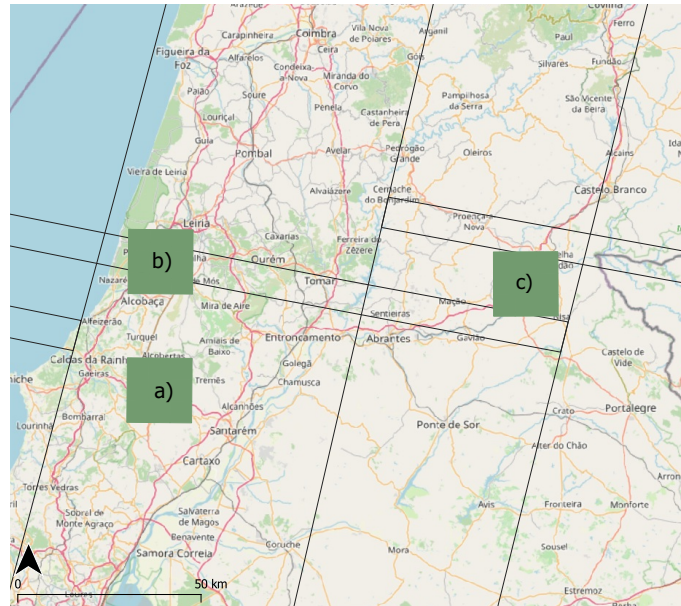 Covilhã
Arganil
Ferro
Coimbra
Vila Nova
de Poiares
Carapinheira
Paul
Figueira da
Foz
Alfarelos
Ceira
Góis
Silvares
Fundão
Condeixa-
a-Nova
Miranda do
Corvo
Paião
Soure
Pampilhosa
da Serra
São Vicente
da Beira
Penela
Castanheira
de Pera
Louriçal
Guia
Avelar
Pedrógão
Grande
Pombal
Oleiros
Alcains
Vieira de Leiria
Alvaiázere
Cernache
do Bonjardim
Castelo Branco
Proença-a-
Nova
Leiria
Caxarias
Ferreira do
Zêzere
b)
Ourém
c)
Nazaré
de Mós
Tomar
Alcobaça
Mira de Aire
Mação
Sentieiras
Nisa
Alfeizerão
Turquel
Amiais de
Baixo
Entroncamento
Abrantes
Gavião
Castelo de
Vide
Caldas da Rainha
Alcobertas
Golegã
Gaeiras
Tremês
Chamusca
a)
Alcanhões
Crato
Portalegre
Lourinhã
Bombarral
Santarém
Ponte de Sor
Alter do Chão
Cartaxo
Torres Vedras
Avis
Fronteira
Monforte
Sobral de
Monte Agraço
Salvaterra
de Magos
Benavente
Coruche
Mora
Sousel
Samora Correia
0
50 km
Loures
Estremoz